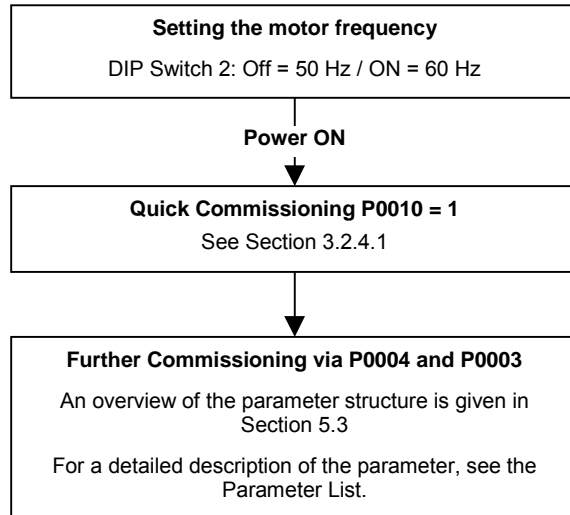 Setting the motor frequency
DIP Switch 2: Off = 50 Hz / ON = 60 Hz
Power ON
Quick Commissioning P0010 = 1
See Section 3.2.4.1
Further Commissioning via P0004 and P0003
An overview of the parameter structure is given in
Section 5.3
For a detailed description of the parameter, see the
Parameter List.